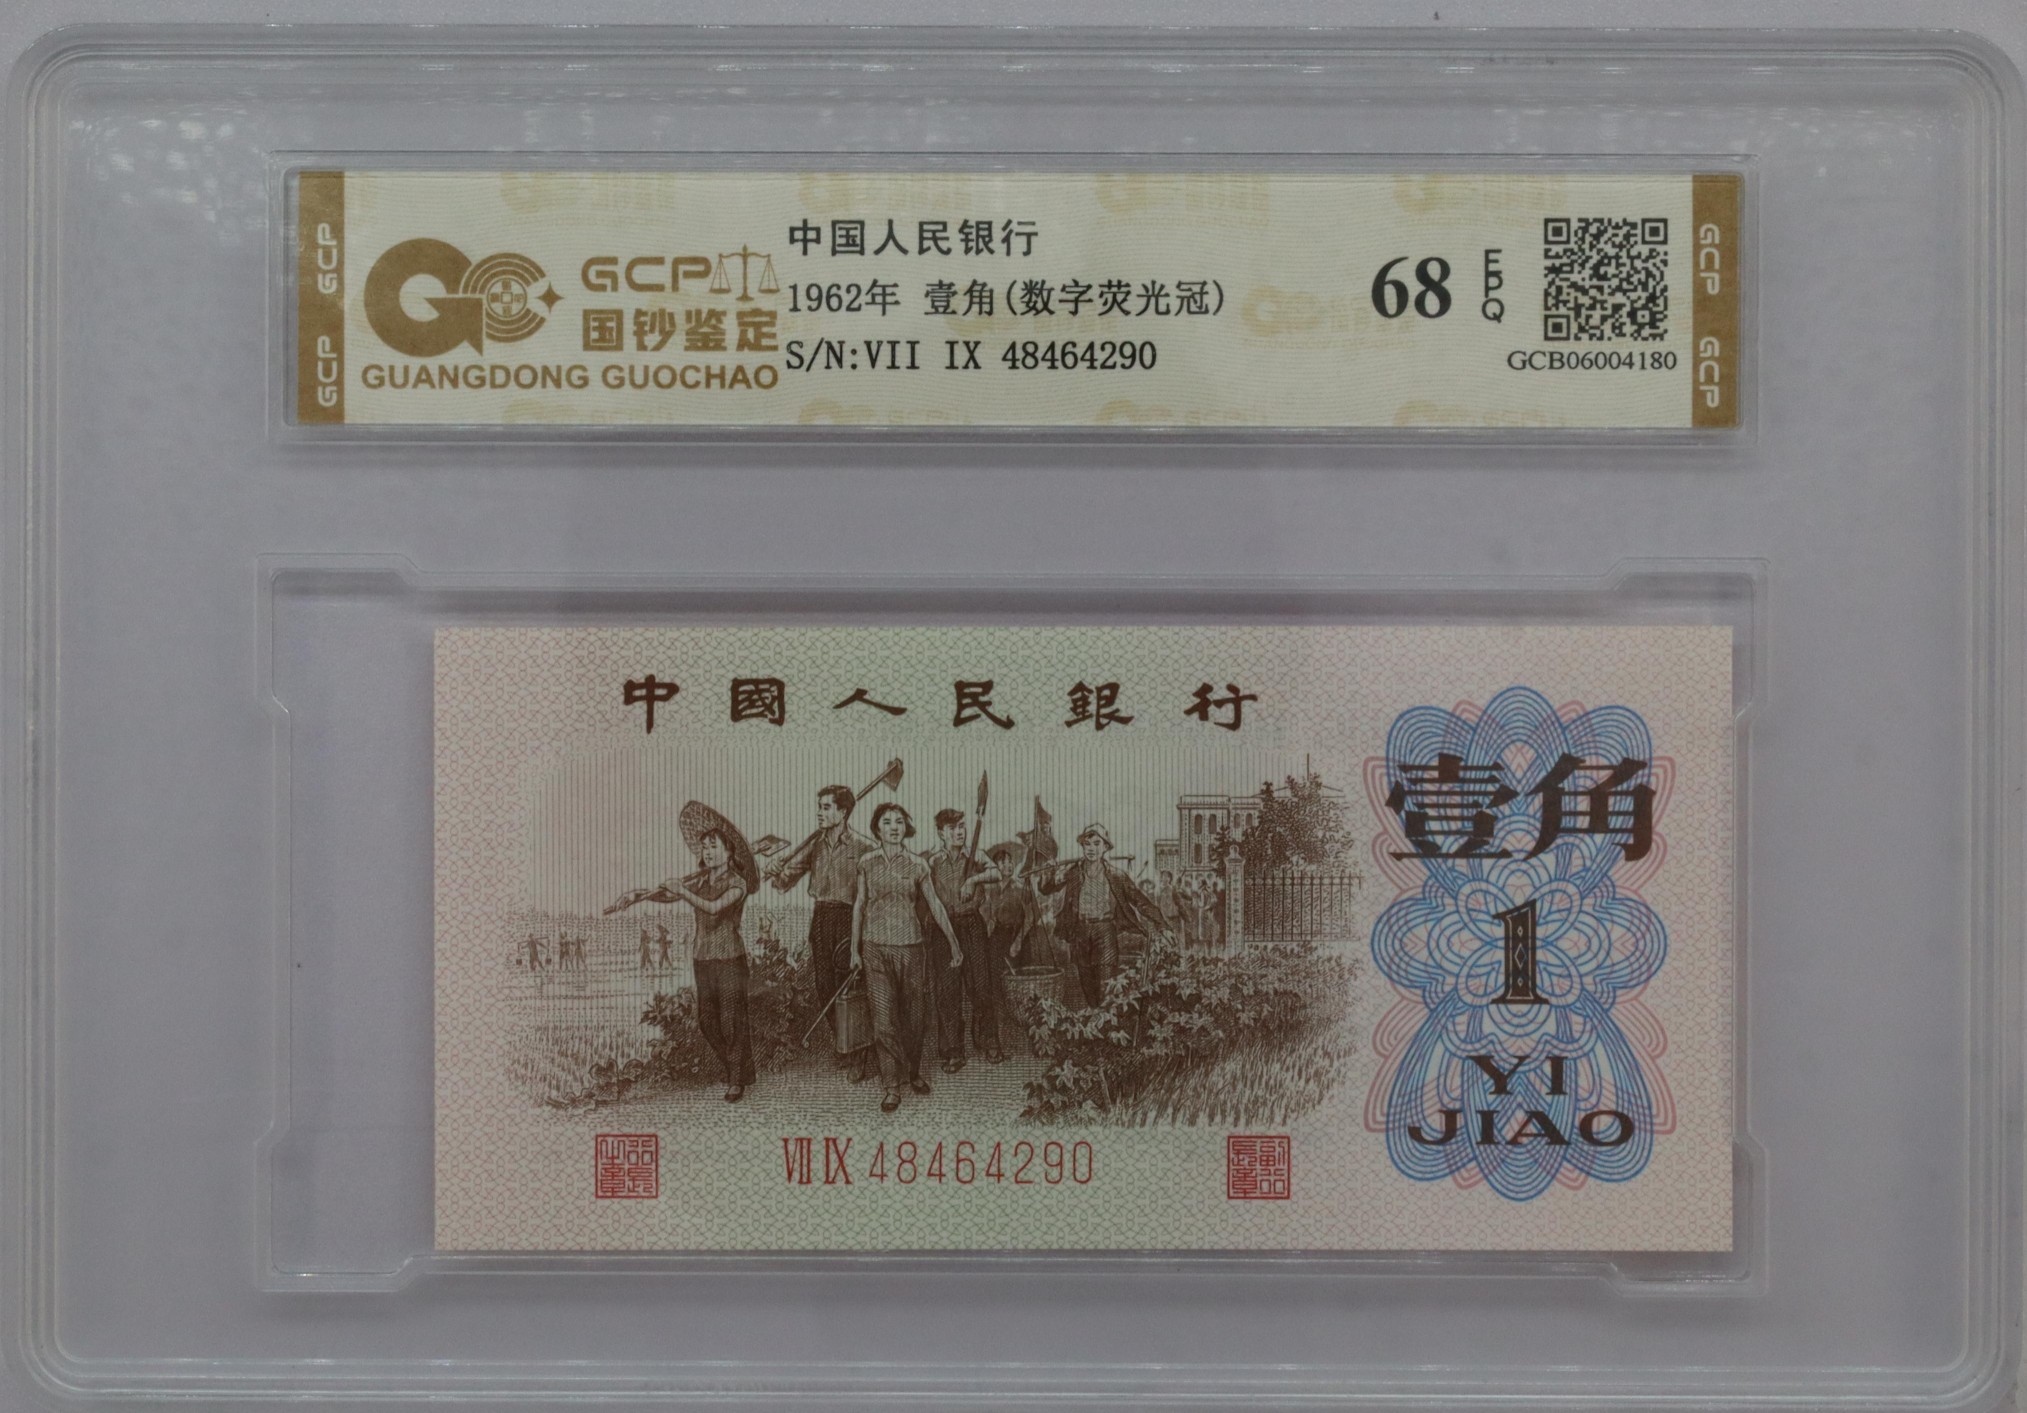 GCP GCP
GCP
国钞鉴定
GUANGDONG GUOCHAO
中国人民银行
1962年 壹角(数字荧光冠)
S/N:VII IX 48464290
68 EPQ
GCB06004180
GCP GCP
中國人民銀行
壹角
1
YI
JIAO
VII IX 48464290